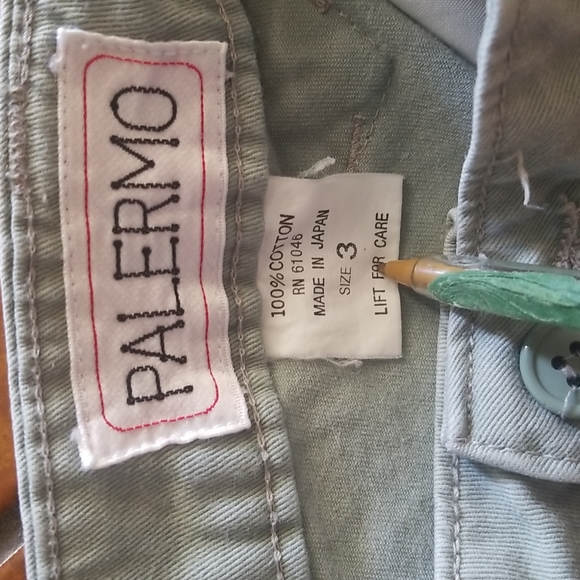 PALERMO
100% COTTON
RN 61046
MADE IN JAPAN
SIZE 3
LIFT FOR CARE